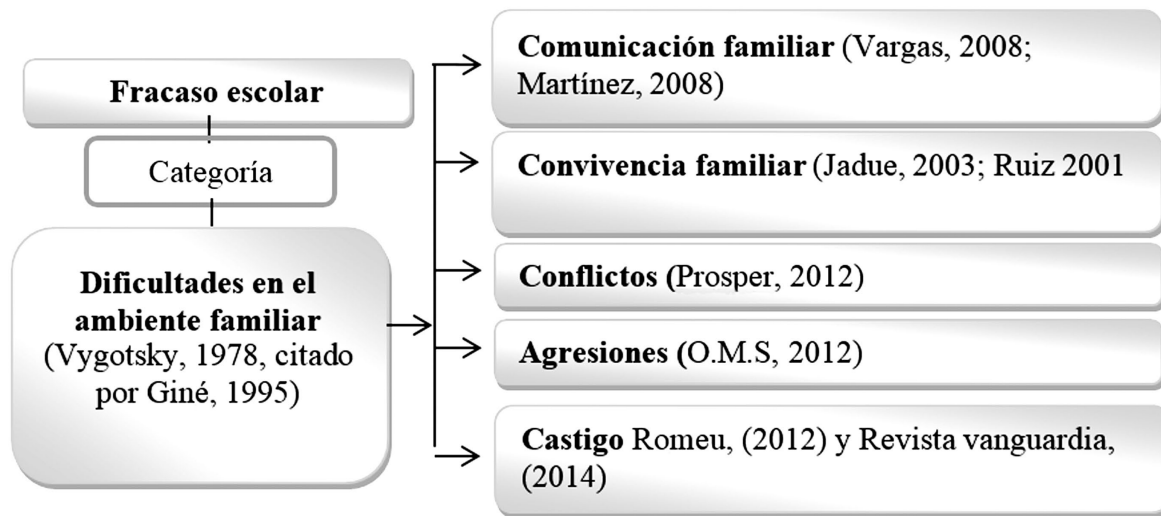 Fracaso escolar
Categoría
Dificultades en el
ambiente familiar
(Vygotsky, 1978, citado
por Giné, 1995)
Comunicación familiar (Vargas, 2008;
Martínez, 2008)
Convivencia familiar (Jadue, 2003; Ruiz 2001
Conflictos (Prosper, 2012)
Agresiones (O.M.S, 2012)
Castigo Romeu, (2012) y Revista vanguardia,
(2014)